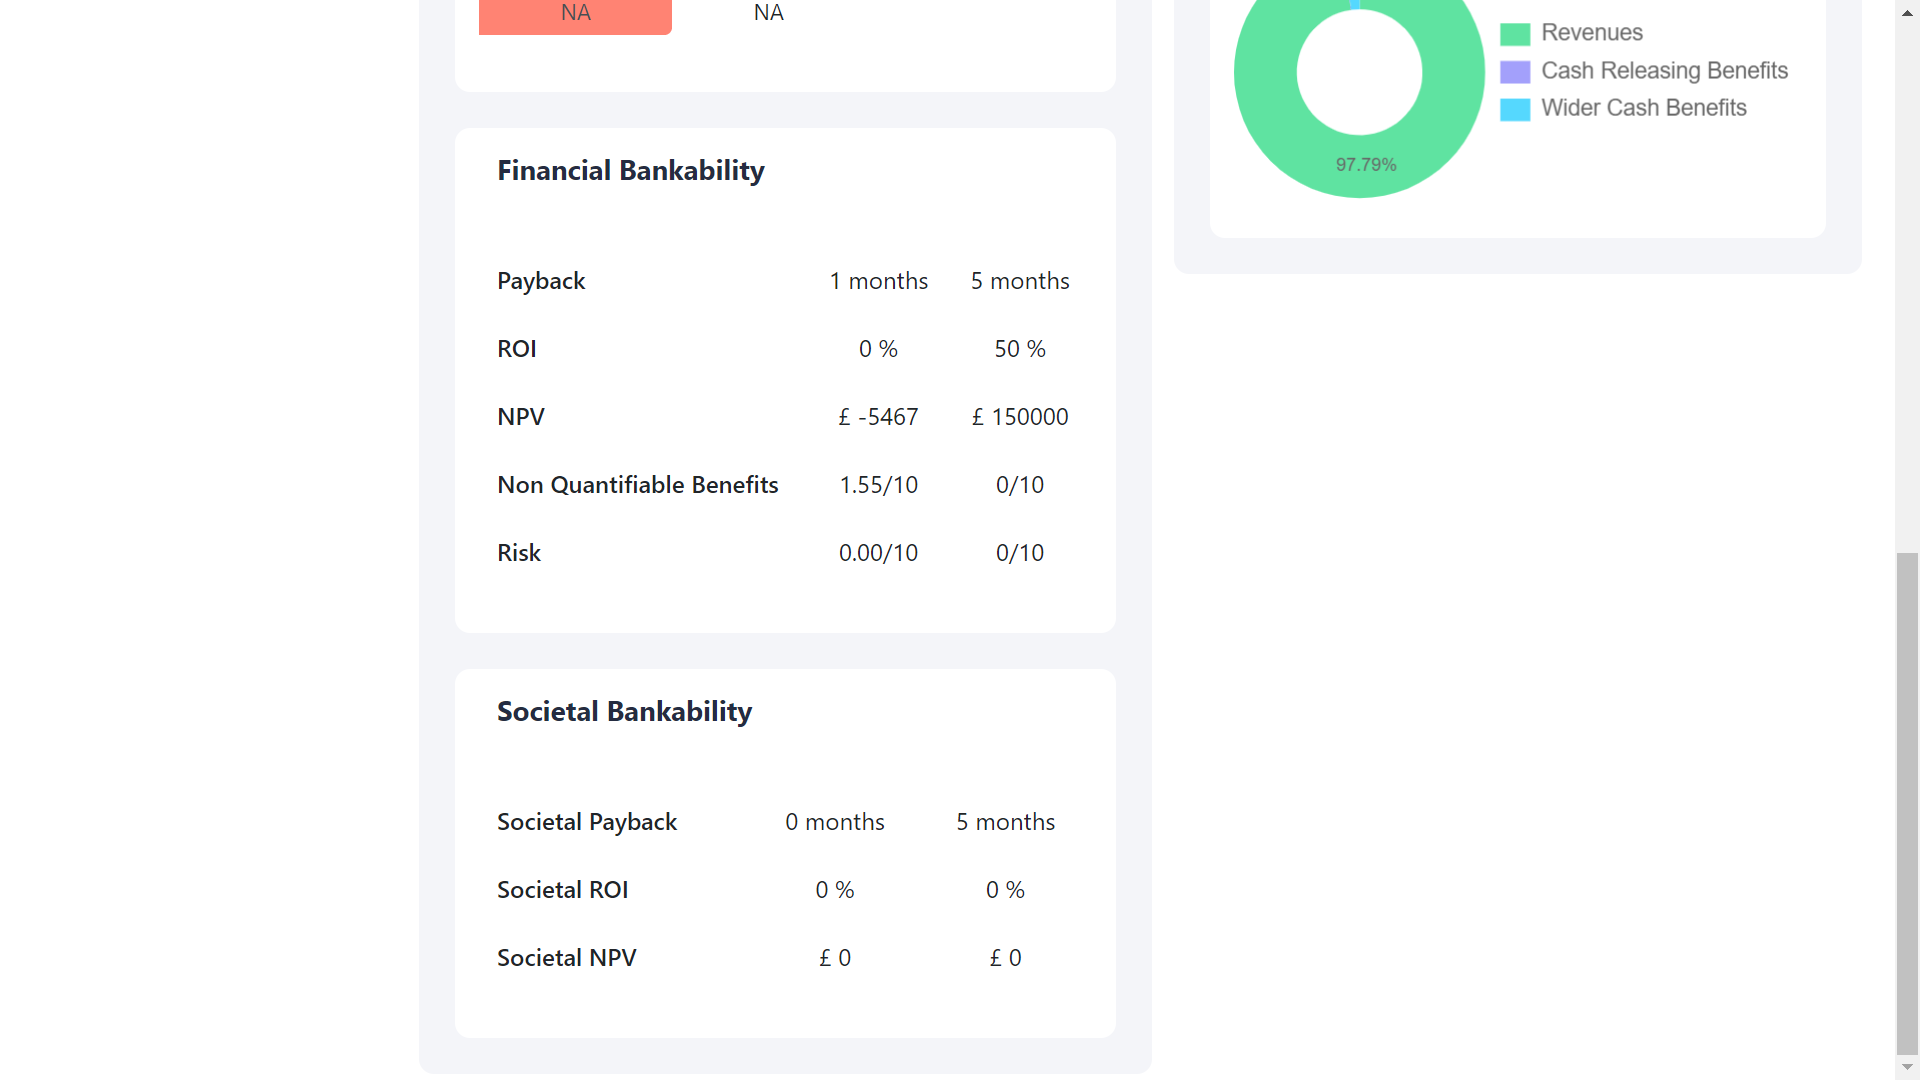 NA NA
Financial Bankability
Payback 1 months 5 months
ROI 0 % 50 %
NPV £ -5467 £ 150000
Non Quantifiable Benefits 1.55/10 0/10
Risk 0.00/10 0/10
Societal Bankability
Societal Payback 0 months 5 months
Societal ROI 0 % 0 %
Societal NPV £ 0 £ 0
Revenues
Cash Releasing Benefits
Wider Cash Benefits
97.79%